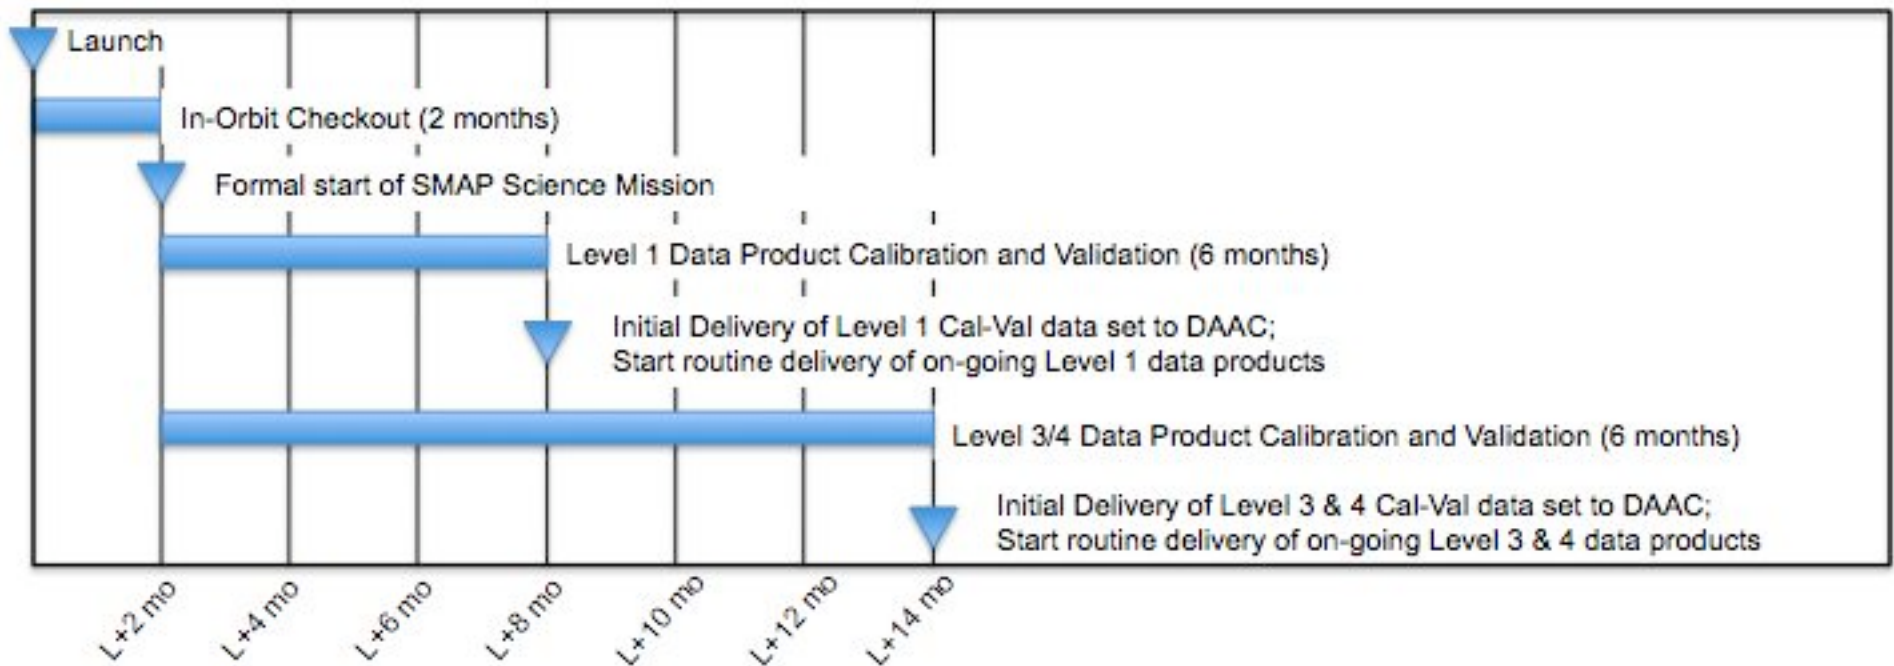 Launch
In-Orbit Checkout (2 months)
Formal start of SMAP Science Mission
Level 1 Data Product Calibration and Validation (6 months)
Initial Delivery of Level 1 Cal-Val data set to DAAC;
Start routine delivery of on-going Level 1 data products
Level 3/4 Data Product Calibration and Validation (6 months)
Initial Delivery of Level 3 & 4 Cal-Val data set to DAAC;
Start routine delivery of on-going Level 3 & 4 data products
L+2 mo
L+4 mo
L+6 mo
L+8 mo
L+10 mo
L+12 mo
L+14 mo